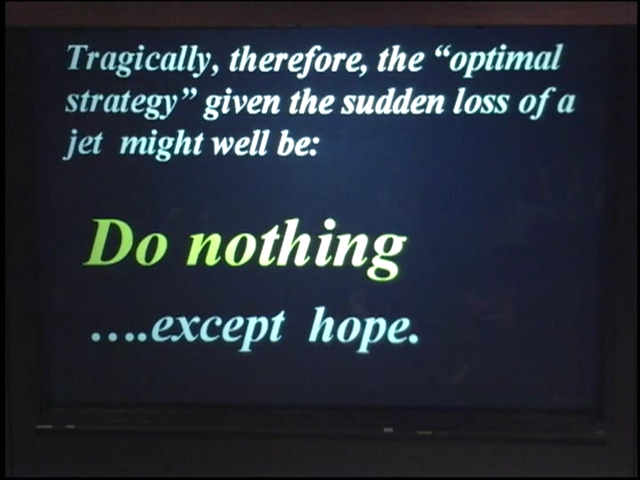 Tragically, therefore, the “optimal
strategy” given the sudden loss of a
jet might well be:
Do nothing
….except hope.